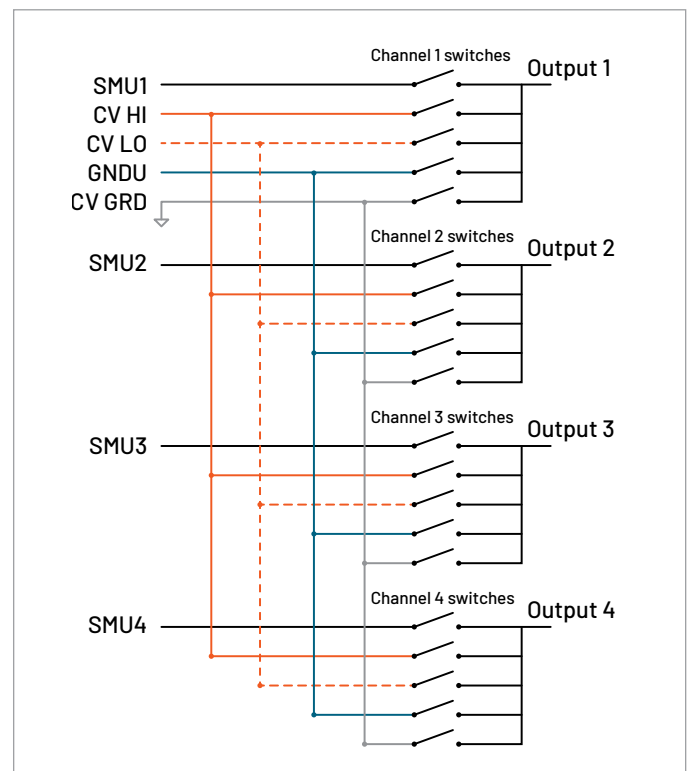 Channel 1 switches
Output 1
SMU1
CV HI
CV LO
GNDU
CV GRD
Channel 2 switches
Output 2
SMU2
Channel 3 switches
Output 3
SMU3
Channel 4 switches
Output 4
SMU4